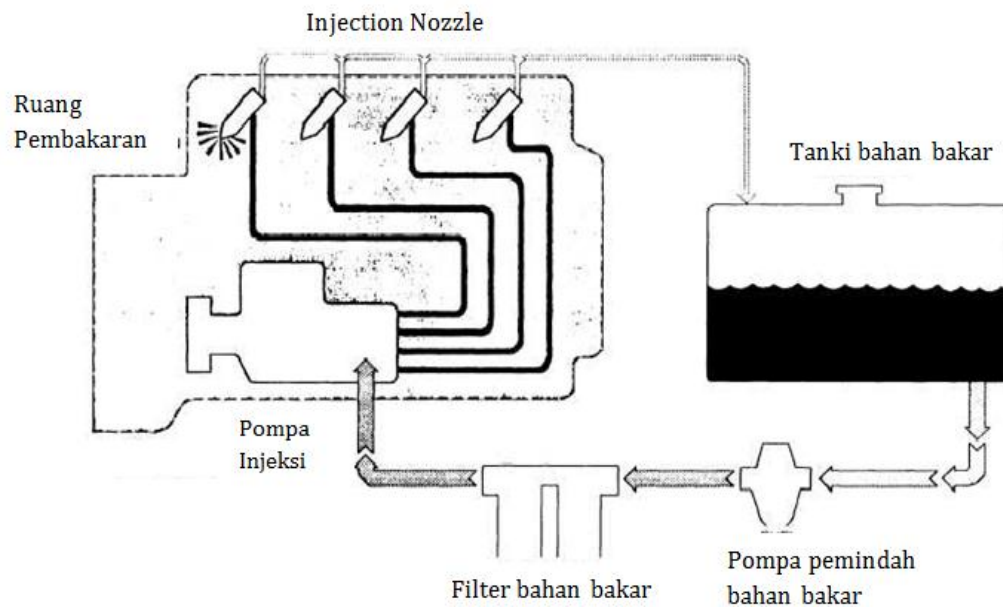 Injection Nozzle
Ruang
Pembakaran
Tanki bahan bakar
Pompa
Injeksi
Filter bahan bakar
Pompa pemindah
bahan bakar